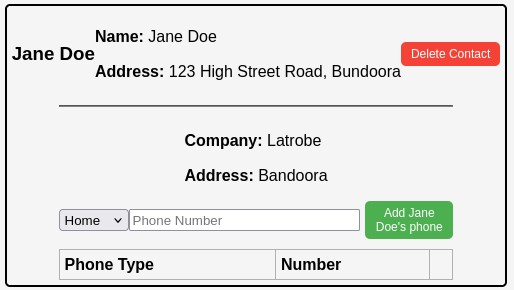 Name: Jane Doe
Jane Doe
Delete Contact
Address: 123 High Street Road, Bundoora
Company: Latrobe
Address: Bandoora
Home
Phone Number
Add Jane
Doe's phone
Phone Type
Number